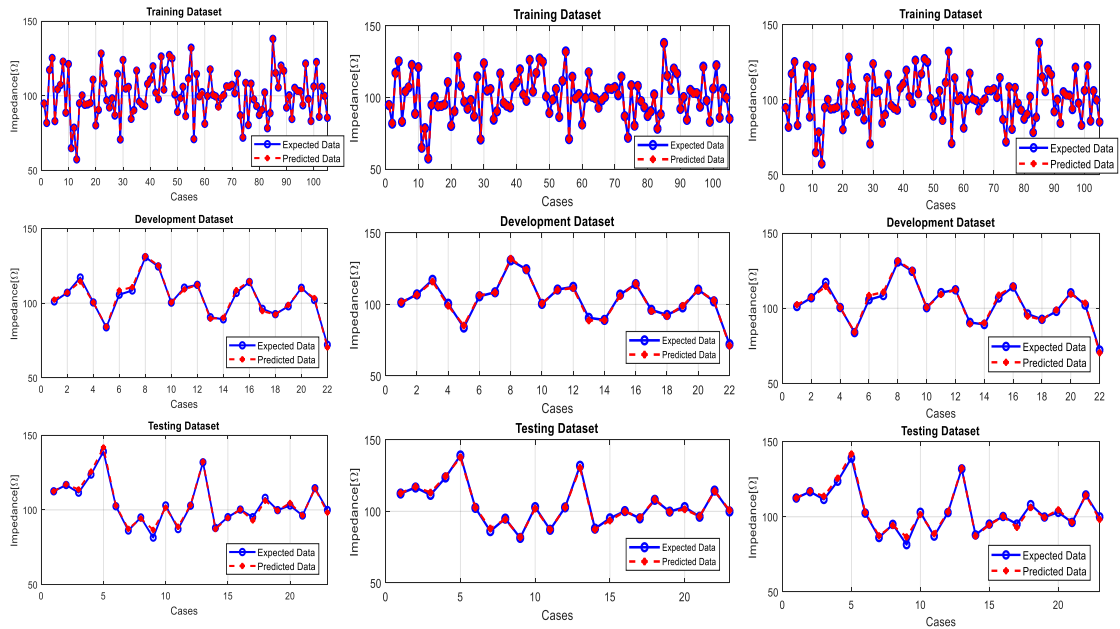 Training Dataset
150
100
50
Impedance[Ω]
0 10 20 30 40 50 60 70 80 90 100
Cases
Expected Data
Predicted Data
Development Dataset
150
100
50
Impedance[Ω]
0 2 4 6 8 10 12 14 16 18 20 22
Cases
Expected Data
Predicted Data
Testing Dataset
150
100
50
Impedance[Ω]
0 5 10 15 20
Cases
Expected Data
Predicted Data
Training Dataset
150
100
50
Impedance[Ω]
0 10 20 30 40 50 60 70 80 90 100
Cases
Expected Data
Predicted Data
Development Dataset
150
100
50
Impedance[Ω]
0 2 4 6 8 10 12 14 16 18 20 22
Cases
Expected Data
Predicted Data
Testing Dataset
150
100
50
Impedance[Ω]
0 5 10 15 20
Cases
Expected Data
Predicted Data
Training Dataset
150
100
50
Impedance[Ω]
0 10 20 30 40 50 60 70 80 90 100
Cases
Expected Data
Predicted Data
Development Dataset
150
100
50
Impedance[Ω]
0 2 4 6 8 10 12 14 16 18 20 22
Cases
Expected Data
Predicted Data
Testing Dataset
150
100
50
Impedance[Ω]
0 5 10 15 20
Cases
Expected Data
Predicted Data